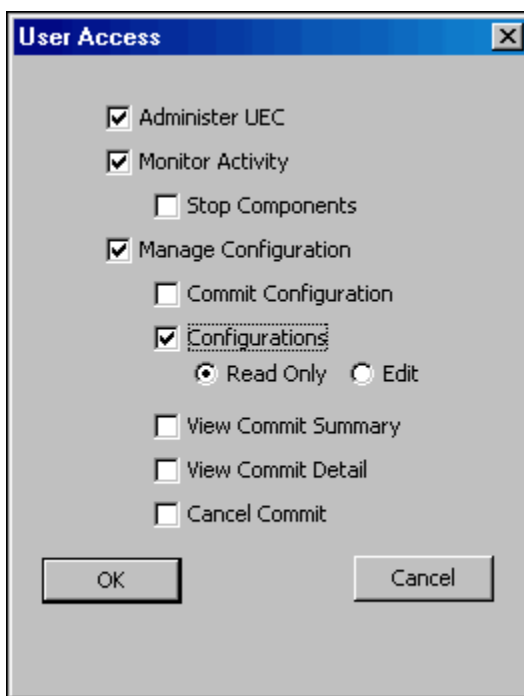 User Access
Administer UEC
Monitor Activity
Stop Components
Manage Configuration
Commit Configuration
Configurations
Read Only Edit
View Commit Summary
View Commit Detail
Cancel Commit
OK Cancel